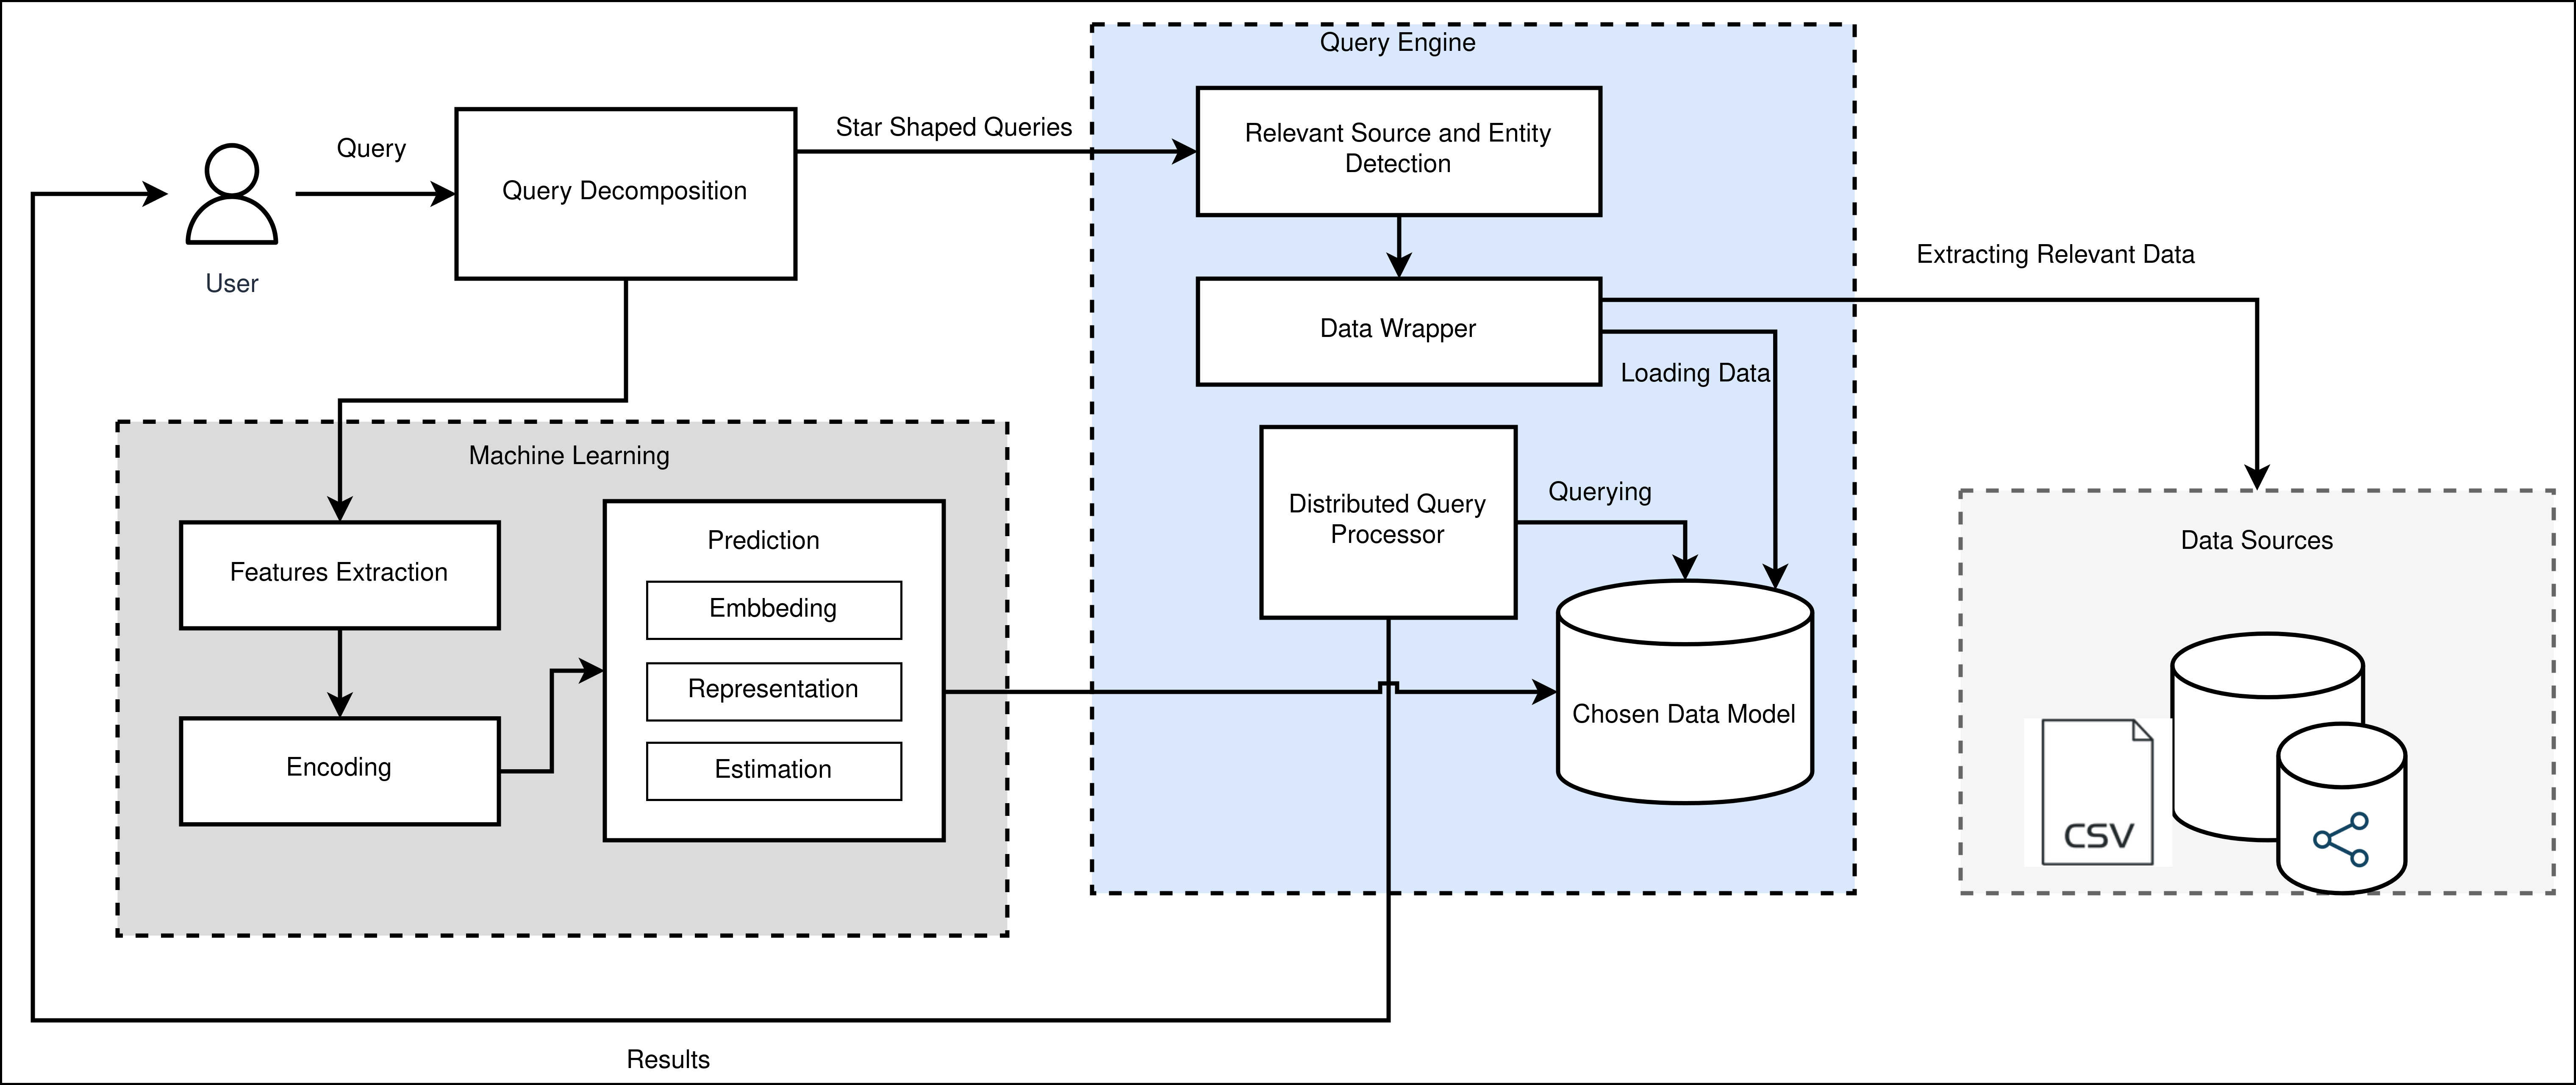 Query Engine
Query
Star Shaped Queries
Relevant Source and Entity
Detection
Query Decomposition
User
Extracting Relevant Data
Data Wrapper
Loading Data
Machine Learning
Querying
Distributed Query
Processor
Data Sources
Prediction
Features Extraction
Embbeding
Representation
Chosen Data Model
Encoding
Estimation
CSV
Results